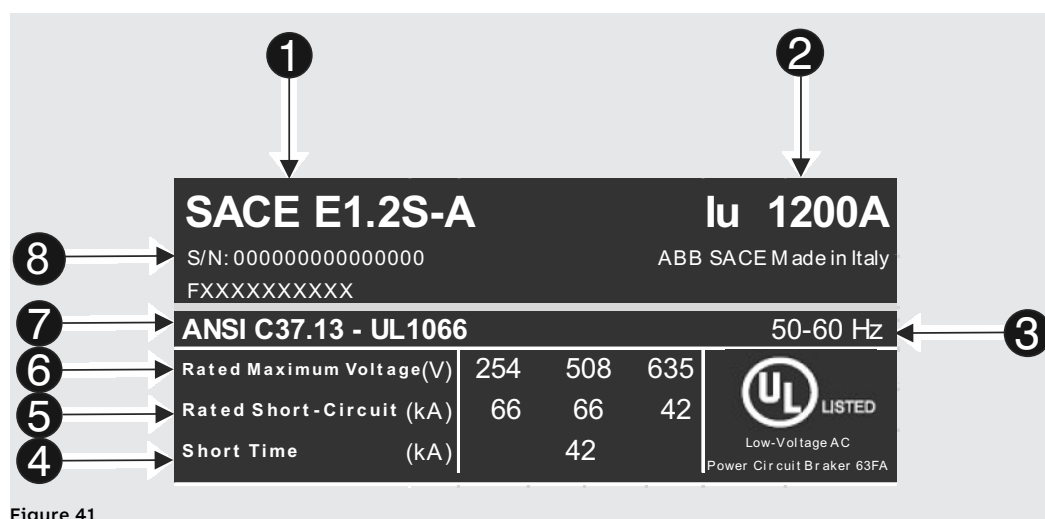 1
2
SACE E1.2S-A
Iu 1200A
8
S/N: 000000000000000
ABB SACE Made in Italy
FXXXXXXXXXX
7
ANSI C37.13 - UL1066
50-60 Hz
3
6
Rated Maximum Voltage(V) 254 508 635
5
Rated Short-Circuit (kA) 66 66 42
UL LISTED
4
Short Time (kA) 42
Low-Voltage AC
Power Circuit Braker 63FA
Figure 41